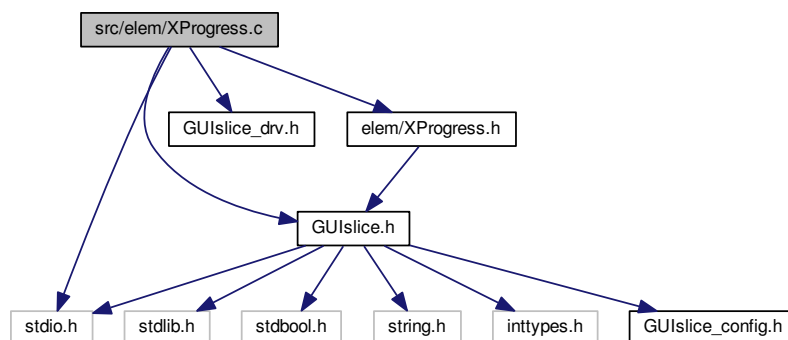 src/elem/XProgress.c
GUIslice_drv.h
elem/XProgress.h
GUIslice.h
stdio.h
stdlib.h
stdbool.h
string.h
inttypes.h
GUIslice_config.h